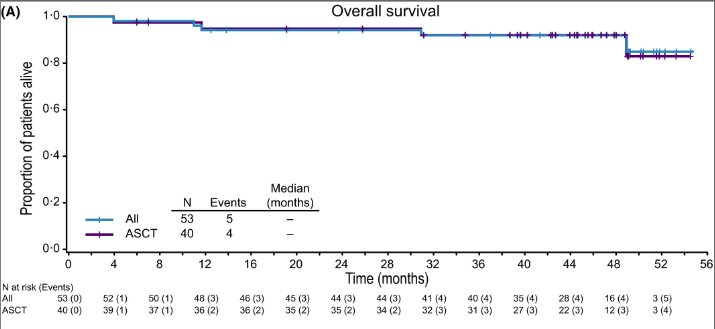 (A)
Overall survival
Proportion of patients alive
1·0
0·8
0·6
0·4
0·2
0·0
N Events Median (months)
All 53 5 –
ASCT 40 4 –
0 4 8 12 16 20 24 28 32 36 40 44 48 52 56
Time (months)
N at risk (Events)
All 53 (0) 52 (1) 50 (1) 48 (3) 46 (3) 45 (3) 44 (3) 44 (3) 41 (4) 40 (4) 35 (4) 28 (4) 16 (4) 3 (5)
ASCT 40 (0) 39 (1) 37 (1) 36 (2) 36 (2) 35 (2) 35 (2) 34 (2) 32 (3) 31 (3) 27 (3) 22 (3) 12 (3) 3 (4)